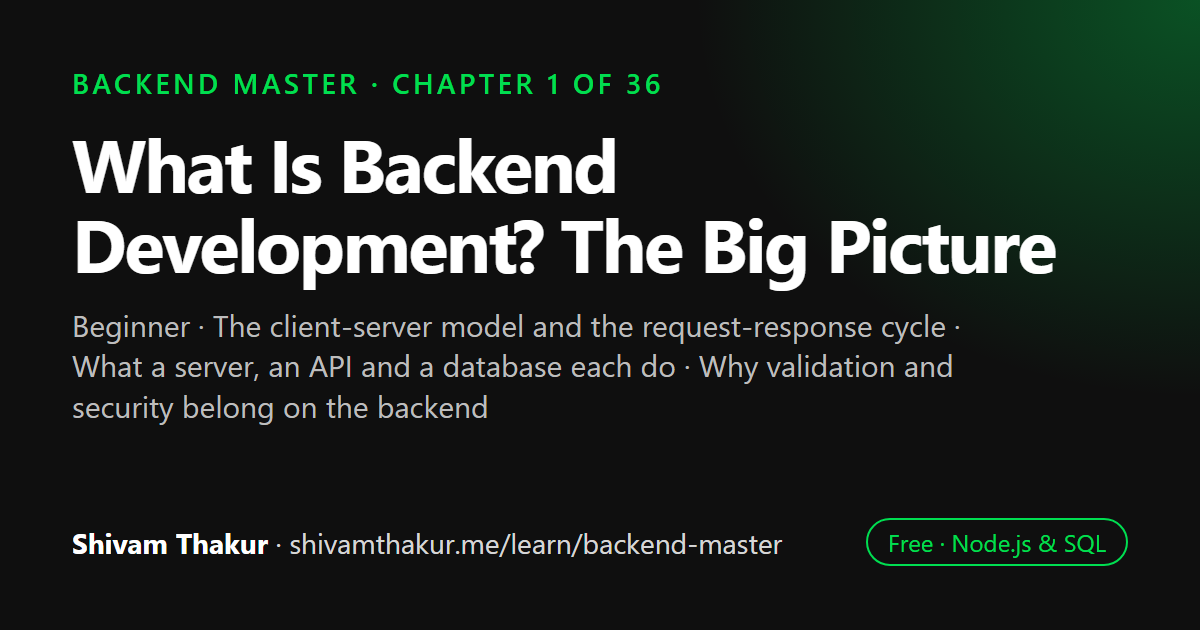 BACKEND MASTER · CHAPTER 1 OF 36
What Is Backend
Development? The Big Picture
Beginner · The client-server model and the request-response cycle ·
What a server, an API and a database each do · Why validation and
security belong on the backend
Shivam Thakur · shivamthakur.me/learn/backend-master
Free · Node.js & SQL